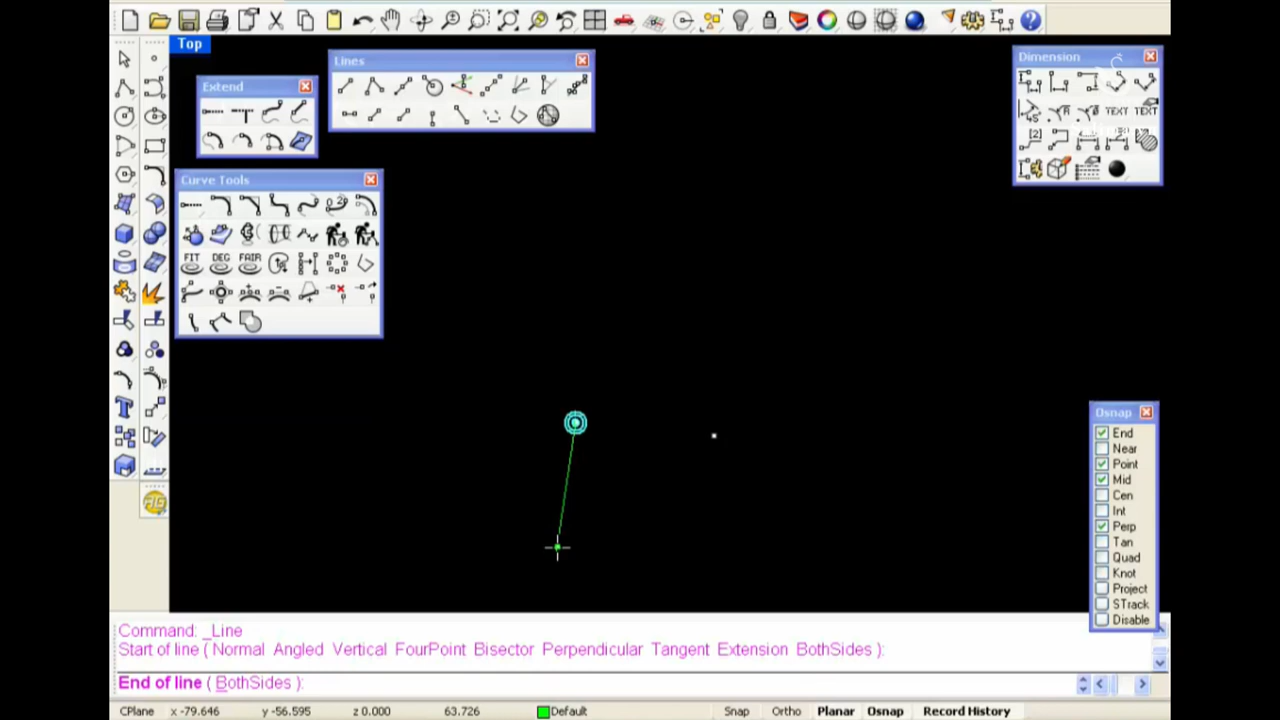 Top
Lines
Extend
Dimension
TEXT TEXT
[2]
Curve Tools
FIT DEG FAIR
Osnap
End
Near
Point
Mid
Cen
Int
Perp
Tan
Quad
Knot
Project
STrack
Disable
Command: _Line
Start of line ( Normal Angled Vertical FourPoint Bisector Perpendicular Tangent Extension BothSides ):
End of line ( BothSides ):
CPlane x -79.646 y -56.595 z 0.000 63.726 Default Snap Ortho Planar Osnap Record History